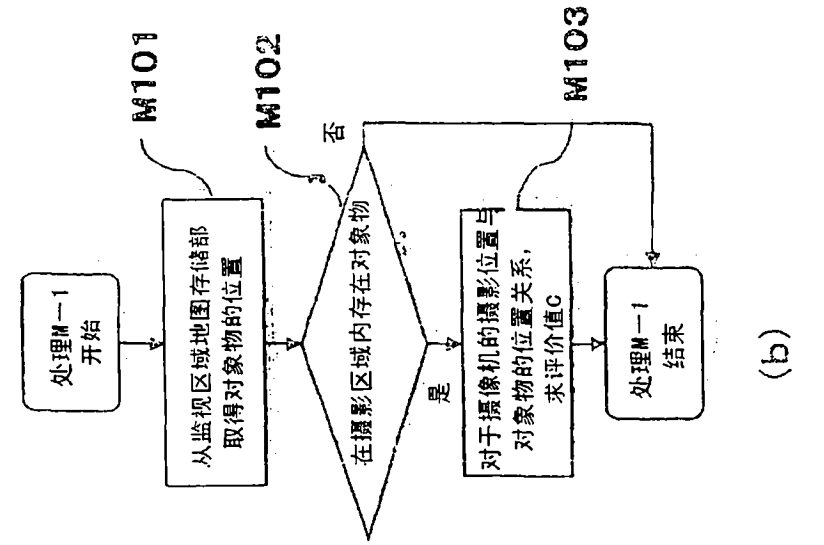 处理M－1
开始
M101
从监视区域地图存储部
取得对象物的位置
M102
在摄影区域内存在对象物
否
是
M103
对于摄像机的摄影位置与
对象物的位置关系，
求评价值C
处理M－1
结束
(b)